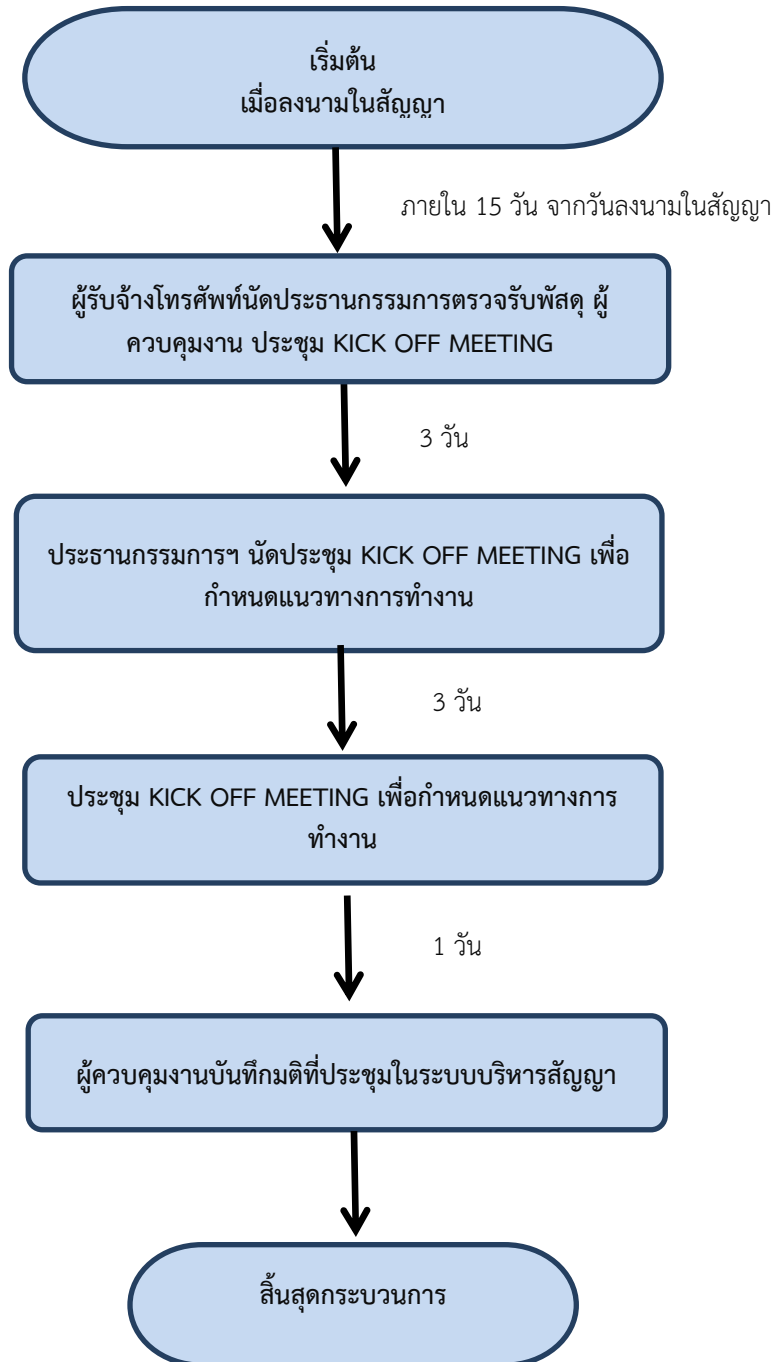 เริ่มต้น
เมื่อลงนามในสัญญา
ภายใน 15 วัน จากวันลงนามในสัญญา
ผู้รับจ้างโทรศัพท์นัดประธานกรรมการตรวจรับพัสดุ ผู้
ควบคุมงาน ประชุม KICK OFF MEETING
3 วัน
ประธานกรรมการฯ นัดประชุม KICK OFF MEETING เพื่อ
กำหนดแนวทางการทำงาน
3 วัน
ประชุม KICK OFF MEETING เพื่อกำหนดแนวทางการ
ทำงาน
1 วัน
ผู้ควบคุมงานบันทึกมติที่ประชุมในระบบบริหารสัญญา
สิ้นสุดกระบวนการ